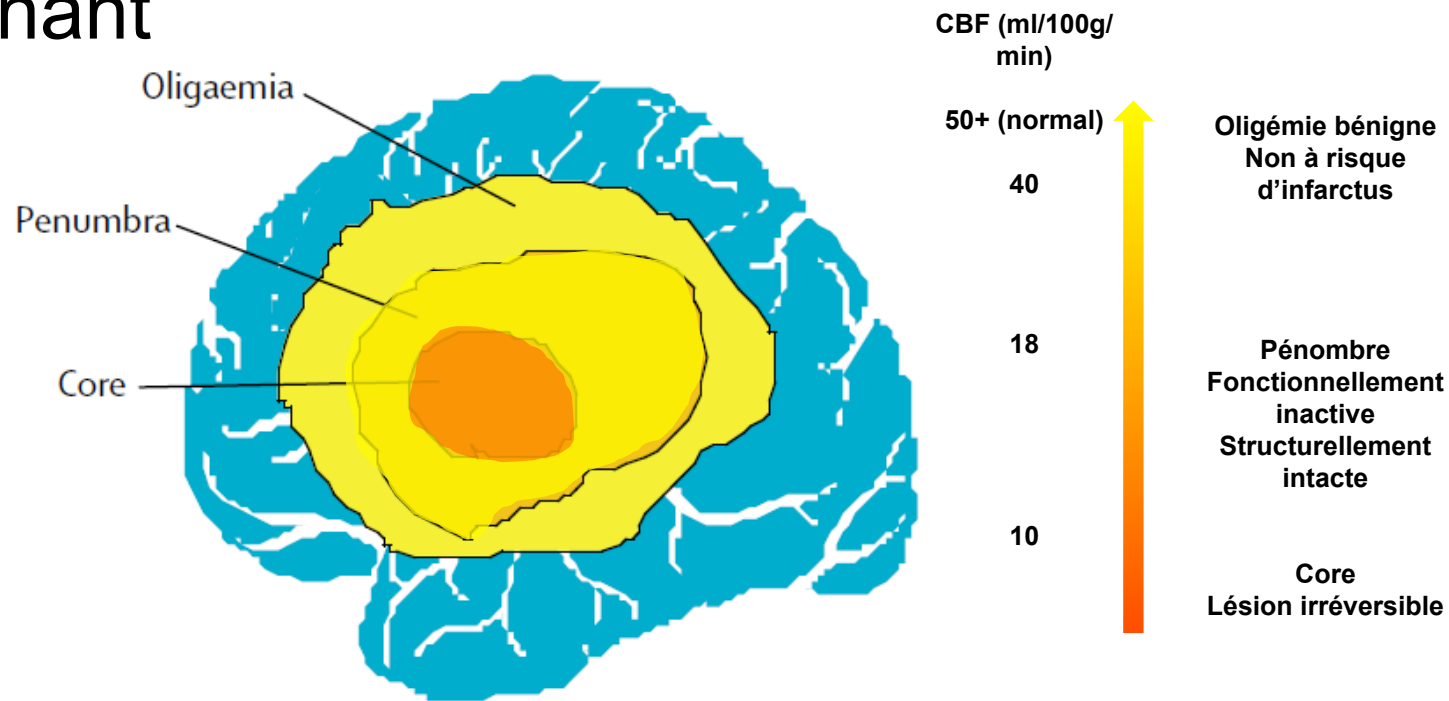 nant
Oligaemia
Penumbra
Core
CBF (ml/100g/
min)
50+ (normal)
40
18
10
Oligémie bénigne
Non à risque
d’infarctus
Pénombre
Fonctionnellement
inactive
Structurellement
intacte
Core
Lésion irréversible